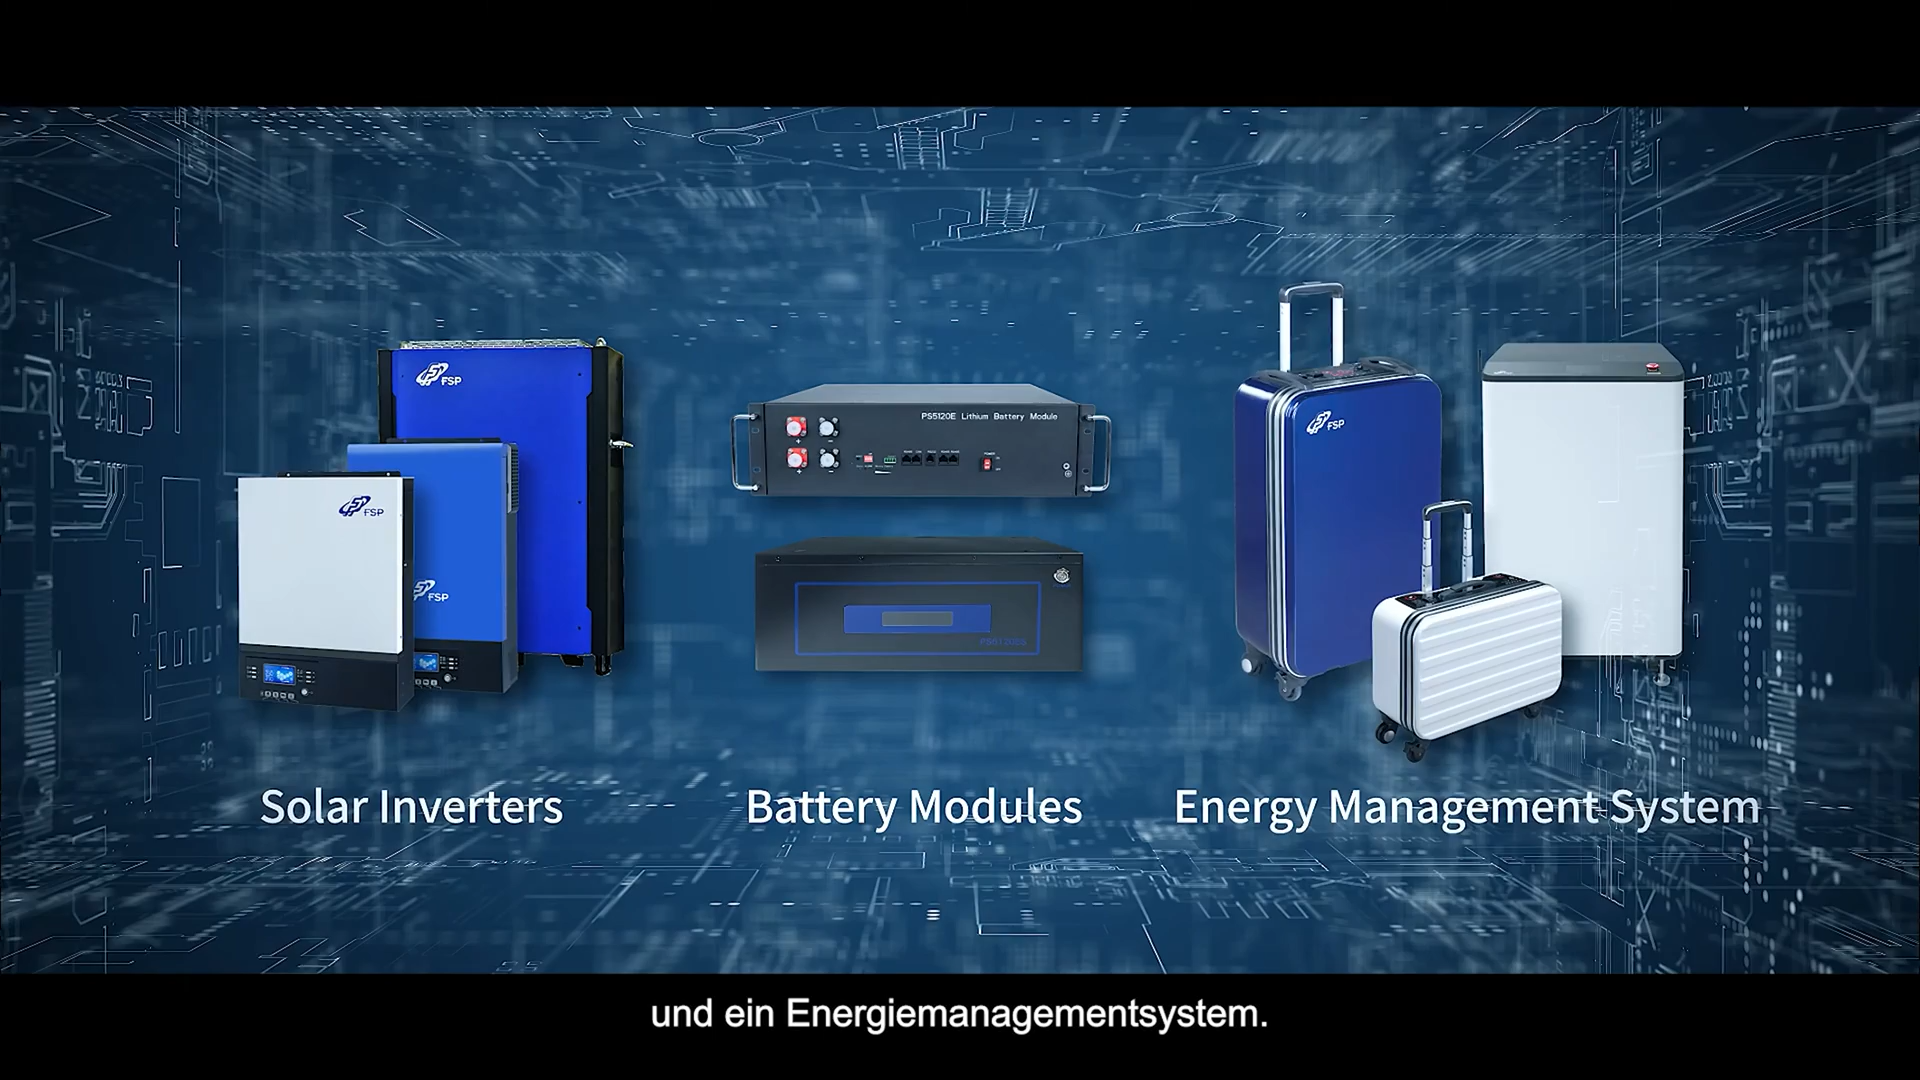 FSP
FSP
FSP
PS5120E Lithium Battery Module
FSP
Solar Inverters
Battery Modules
Energy Management System
und ein Energiemanagementsystem.